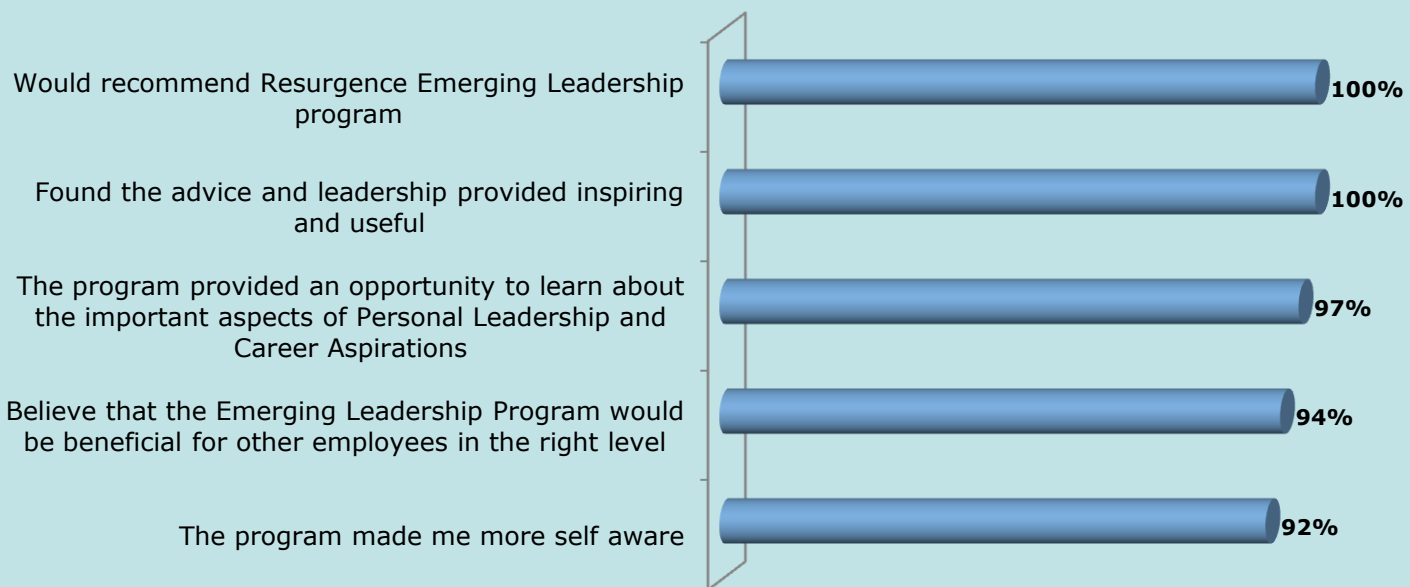 Would recommend Resurgence Emerging Leadership
program
100%
Found the advice and leadership provided inspiring
and useful
100%
The program provided an opportunity to learn about
the important aspects of Personal Leadership and
Career Aspirations
97%
Believe that the Emerging Leadership Program would
be beneficial for other employees in the right level
94%
The program made me more self aware
92%